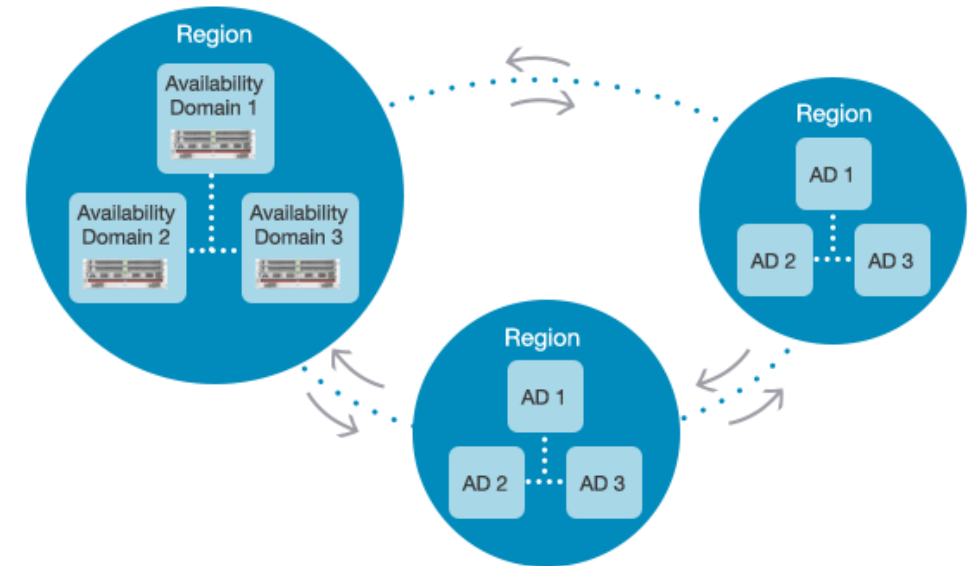 Region
Availability
Domain 1
Availability
Domain 2
Availability
Domain 3
Region
AD 1
AD 2
AD 3
Region
AD 1
AD 2
AD 3